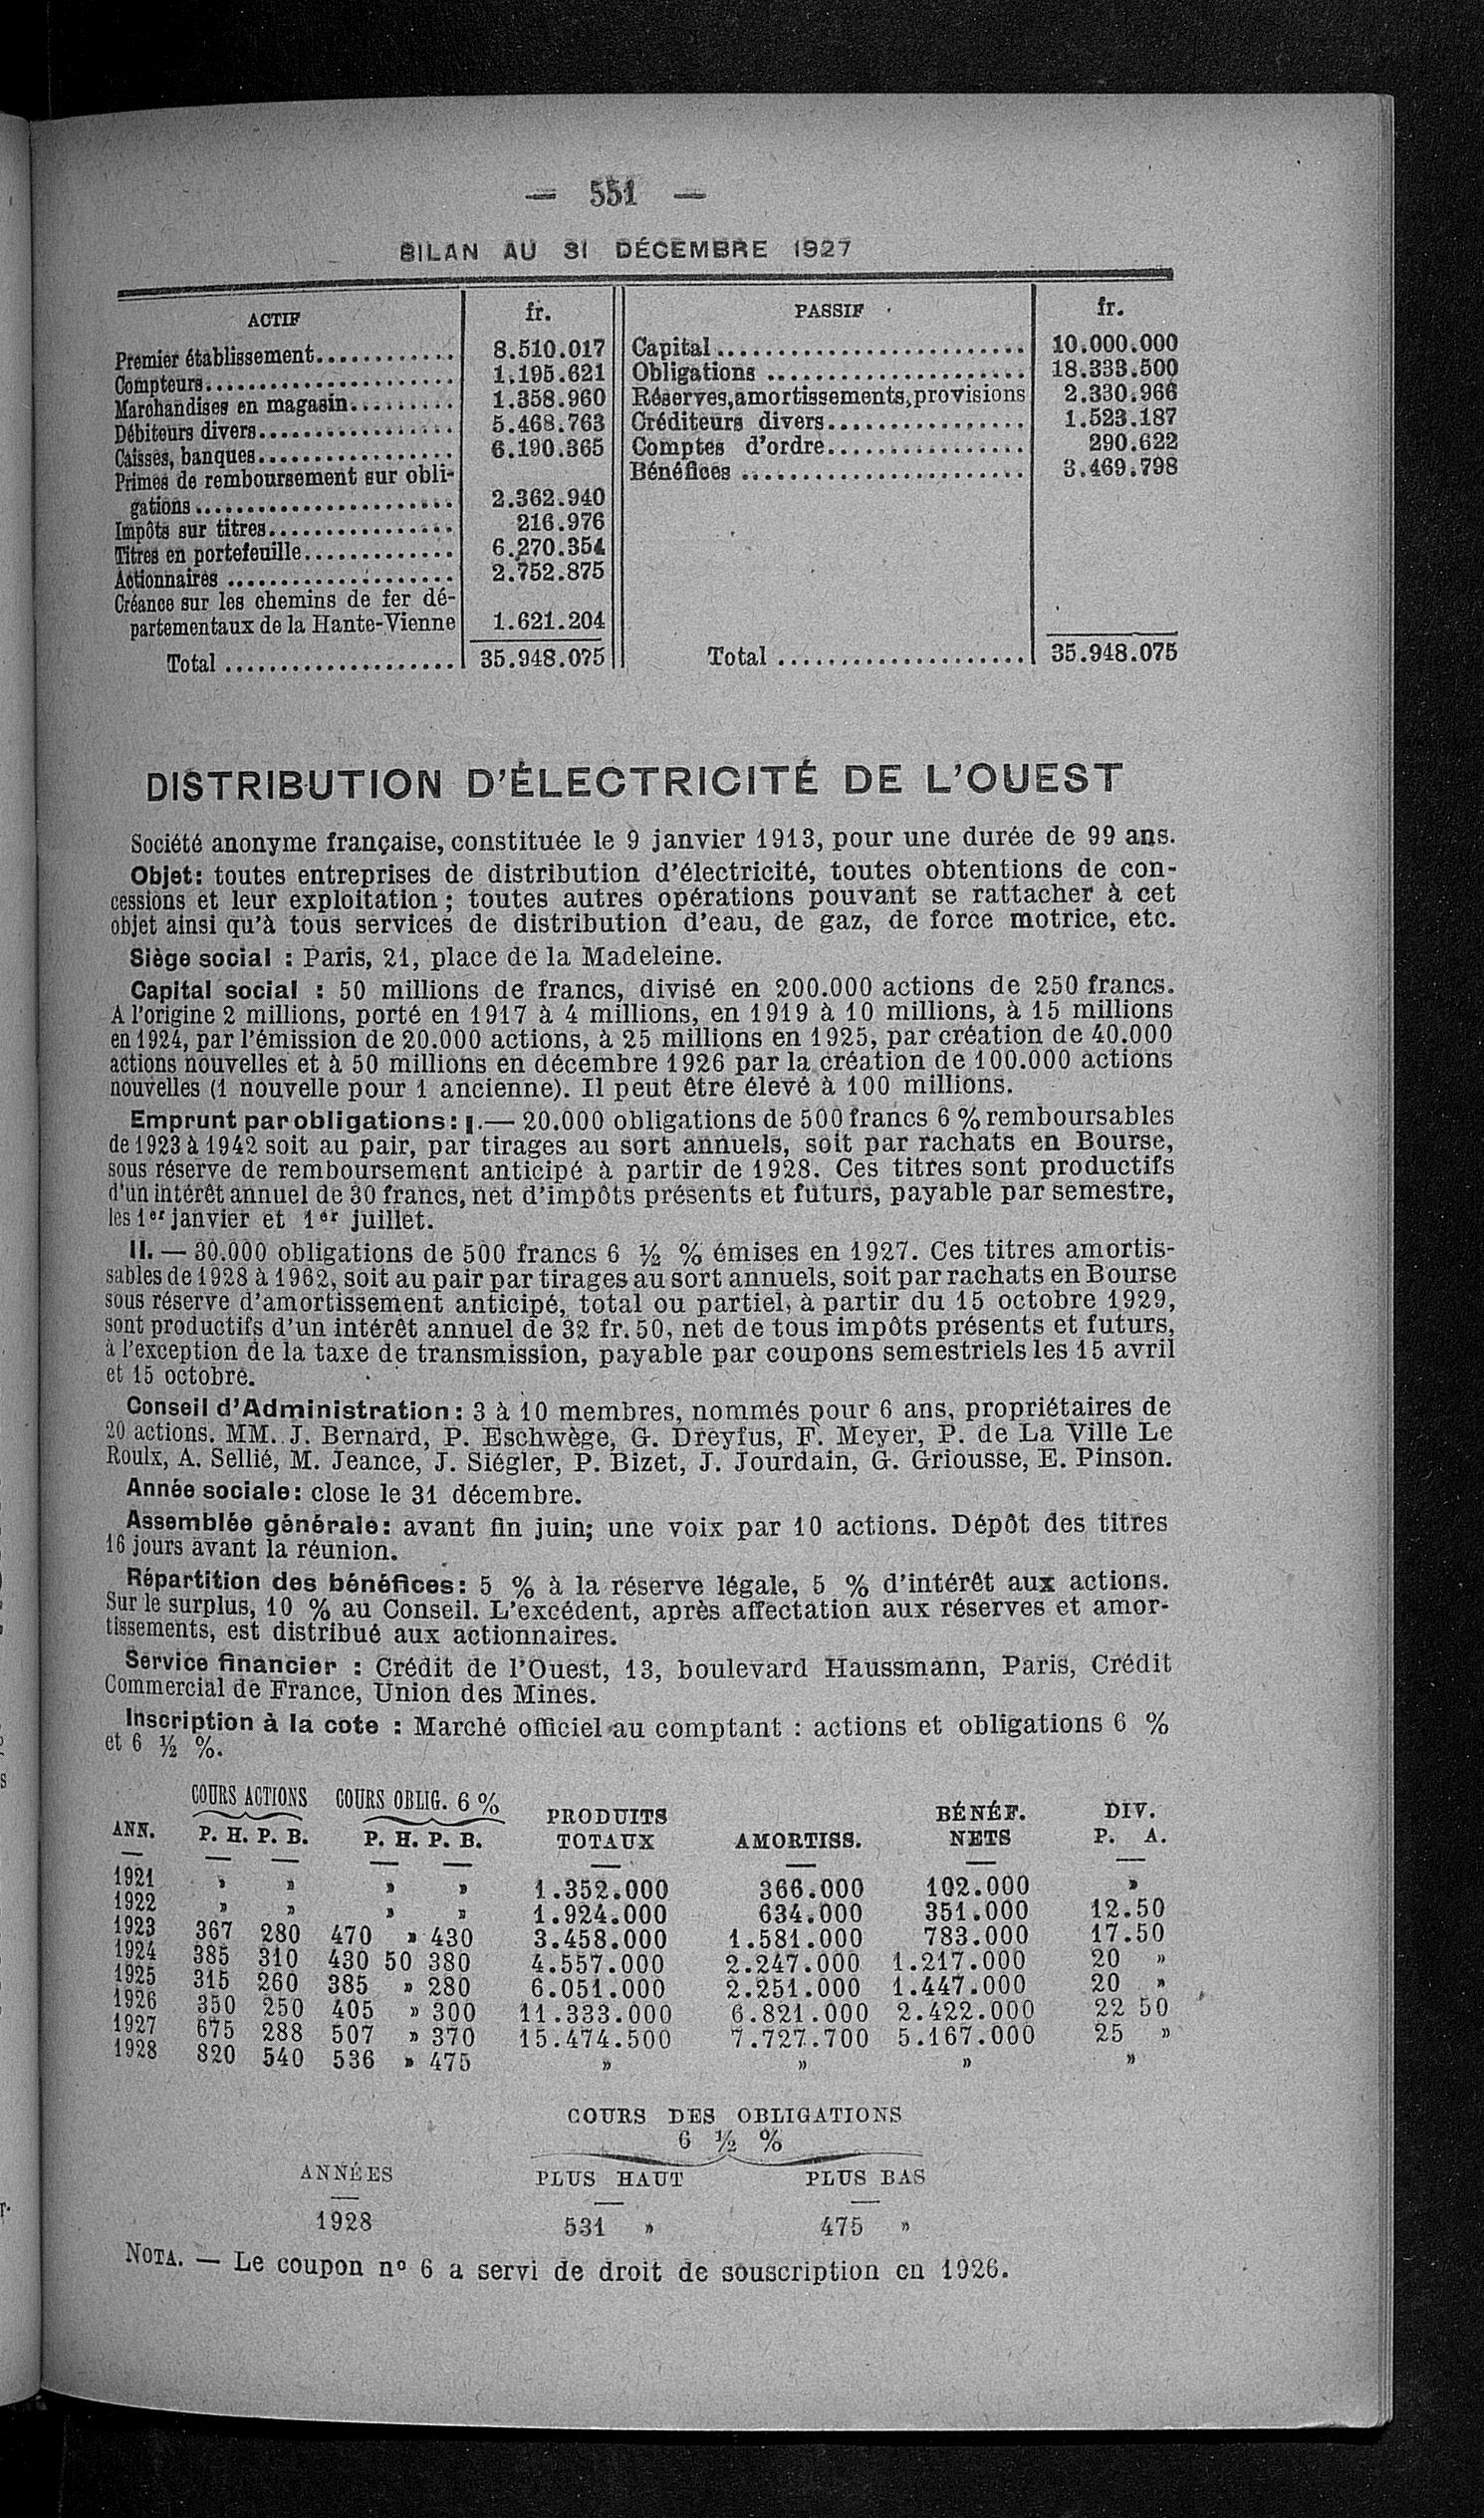 — 551 —
BILAN AU 31 DÉCEMBRE 1927
ACTIF fr. PASSIF fr.
Premier établissement............ 8.510.017 Capital.......................... 10.000.000
Compteurs...................... 1.195.621 Obligations ...................... 18.333.500
Marchandises en magasin......... 1.358.960 Réserves,amortissements,provisions 2.330.966
Débiteurs divers................. 5.468.763 Créditeurs divers................. 1.523.187
Caisses, banques................. 6.190.365 Comptes d'ordre................. 290.622
Primes de remboursement sur obli- Bénéfices ........................ 3.469.798
gations....................... 2.362.940
Impôts sur titres................ 216.976
Titres en portefeuille............. 6.270.354
Actionnaires .................... 2.752.875
Créance sur les chemins de fer dé-
partementaux de la Hante-Vienne 1.621.204
Total .................... 35.948.075 Total ..................... 35.948.075
DISTRIBUTION D'ÉLECTRICITÉ DE L'OUEST
Société anonyme française, constituée le 9 janvier 1913, pour une durée de 99 ans.
Objet: toutes entreprises de distribution d'électricité, toutes obtentions de con-
cessions et leur exploitation; toutes autres opérations pouvant se rattacher à cet
objet ainsi qu'à tous services de distribution d'eau, de gaz, de force motrice, etc.
Siège social : Paris, 21, place de la Madeleine.
Capital social : 50 millions de francs, divisé en 200.000 actions de 250 francs.
A l'origine 2 millions, porté en 1917 à 4 millions, en 1919 à 10 millions, à 15 millions
en 1924, par l'émission de 20.000 actions, à 25 millions en 1925, par création de 40.000
actions nouvelles et à 50 millions en décembre 1926 par la création de 100.000 actions
nouvelles (1 nouvelle pour 1 ancienne). Il peut être élevé à 100 millions.
Emprunt par obligations: I.— 20.000 obligations de 500 francs 6 % remboursables
de 1923 à 1942 soit au pair, par tirages au sort annuels, soit par rachats en Bourse,
sous réserve de remboursement anticipé à partir de 1928. Ces titres sont productifs
d'un intérêt annuel de 30 francs, net d'impôts présents et futurs, payable par semestre,
les 1er janvier et 1er juillet.
II. — 30.000 obligations de 500 francs 6 ½ % émises en 1927. Ces titres amortis-
sables de 1928 à 1962, soit au pair par tirages au sort annuels, soit par rachats en Bourse
sous réserve d'amortissement anticipé, total ou partiel, à partir du 15 octobre 1929,
sont productifs d'un intérêt annuel de 32 fr. 50, net de tous impôts présents et futurs,
à l'exception de la taxe de transmission, payable par coupons semestriels les 15 avril
et 15 octobre.
Conseil d'Administration: 3 à 10 membres, nommés pour 6 ans, propriétaires de
20 actions. MM. J. Bernard, P. Eschwège, G. Dreyfus, F. Meyer, P. de La Ville Le
Roulx, A. Sellié, M. Jeance, J. Siégler, P. Bizet, J. Jourdain, G. Griousse, E. Pinson.
Année sociale: close le 31 décembre.
Assemblée générale: avant fin juin; une voix par 10 actions. Dépôt des titres
16 jours avant la réunion.
Répartition des bénéfices: 5 % à la réserve légale, 5 % d'intérêt aux actions.
Sur le surplus, 10 % au Conseil. L'excédent, après affectation aux réserves et amor-
tissements, est distribué aux actionnaires.
Service financier : Crédit de l'Ouest, 13, boulevard Haussmann, Paris, Crédit
Commercial de France, Union des Mines.
Inscription à la cote : Marché officiel au comptant : actions et obligations 6 %
et 6 ½ %.
COURS ACTIONS COURS OBLIG. 6 % PRODUITS BÉNÉF. DIV.
ANN. P. H. P. B. P. H. P. B. TOTAUX AMORTISS. NETS P. A.
1921 » » » » 1.352.000 366.000 102.000 »
1922 » » » » 1.924.000 634.000 351.000 12.50
1923 367 280 470 » 430 3.458.000 1.581.000 783.000 17.50
1924 385 310 430 50 380 4.557.000 2.247.000 1.217.000 20 »
1925 315 260 385 » 280 6.051.000 2.251.000 1.447.000 20 »
1926 350 250 405 » 300 11.333.000 6.821.000 2.422.000 22 50
1927 675 288 507 » 370 15.474.500 7.727.700 5.167.000 25 »
1928 820 540 536 » 475 » » » »
COURS DES OBLIGATIONS
6 ½ %
ANNÉES PLUS HAUT PLUS BAS
1928 531 » 475 »
NOTA. — Le coupon nº 6 a servi de droit de souscription en 1926.